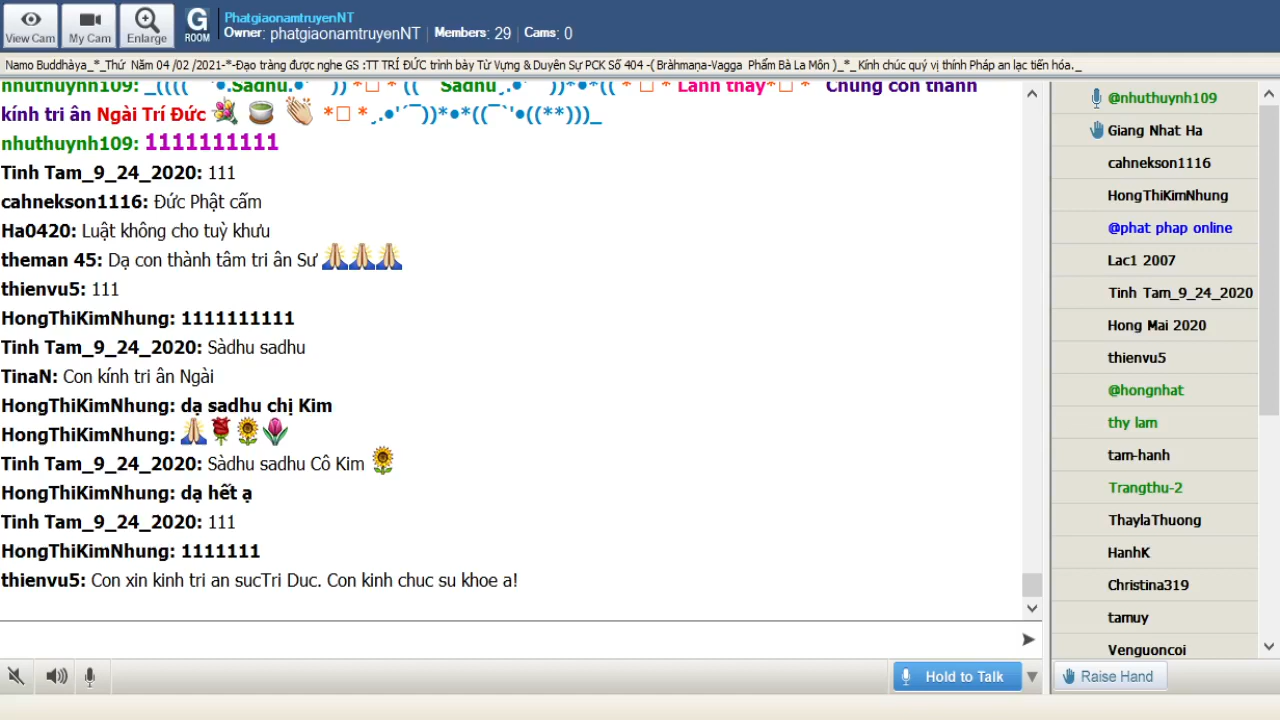 View Cam
My Cam
Enlarge
G
ROOM
PhatgiaonamtruyenNT
Owner: phatgiaonamtruyenNT Members: 29 Cams: 0
Namo Buddhàya_*_Thứ Năm 04 /02 /2021-*-Đạo tràng được nghe GS :TT TRÍ ĐỨC trình bày Từ Vựng & Duyên Sự PCK Số 404 -( Bràhmaṇa-Vagga Phẩm Bà La Môn )_*_ Kính chúc quý vị thính Pháp an lạc tiến hóa._
nhuthuynh109: Sadhu Sadhu Lành thay Chúng con thành
kính tri ân Ngài Trí Đức
nhuthuynh109: 1111111111
Tinh Tam_9_24_2020: 111
cahnekson1116: Đức Phật cấm
Ha0420: Luật không cho tuỳ khưu
theman 45: Dạ con thành tâm tri ân Sư 🙏🙏🙏
thienvu5: 111
HongThiKimNhung: 1111111111
Tinh Tam_9_24_2020: Sàdhu sadhu
TinaN: Con kính tri ân Ngài
HongThiKimNhung: dạ sadhu chị Kim
HongThiKimNhung: 🙏🌹🌻🌷
Tinh Tam_9_24_2020: Sàdhu sadhu Cô Kim 🌻
HongThiKimNhung: dạ hết ạ
Tinh Tam_9_24_2020: 111
HongThiKimNhung: 1111111
thienvu5: Con xin kinh tri an sucTri Duc. Con kinh chuc su khoe a!
Hold to Talk
@nhuthuynh109
Giang Nhat Ha
cahnekson1116
HongThiKimNhung
@phat phap online
Lac1 2007
Tinh Tam_9_24_2020
Hong Mai 2020
thienvu5
@hongnhat
thy lam
tam-hanh
Trangthu-2
ThaylaThuong
HanhK
Christina319
tamuy
Venguoncoi
Raise Hand